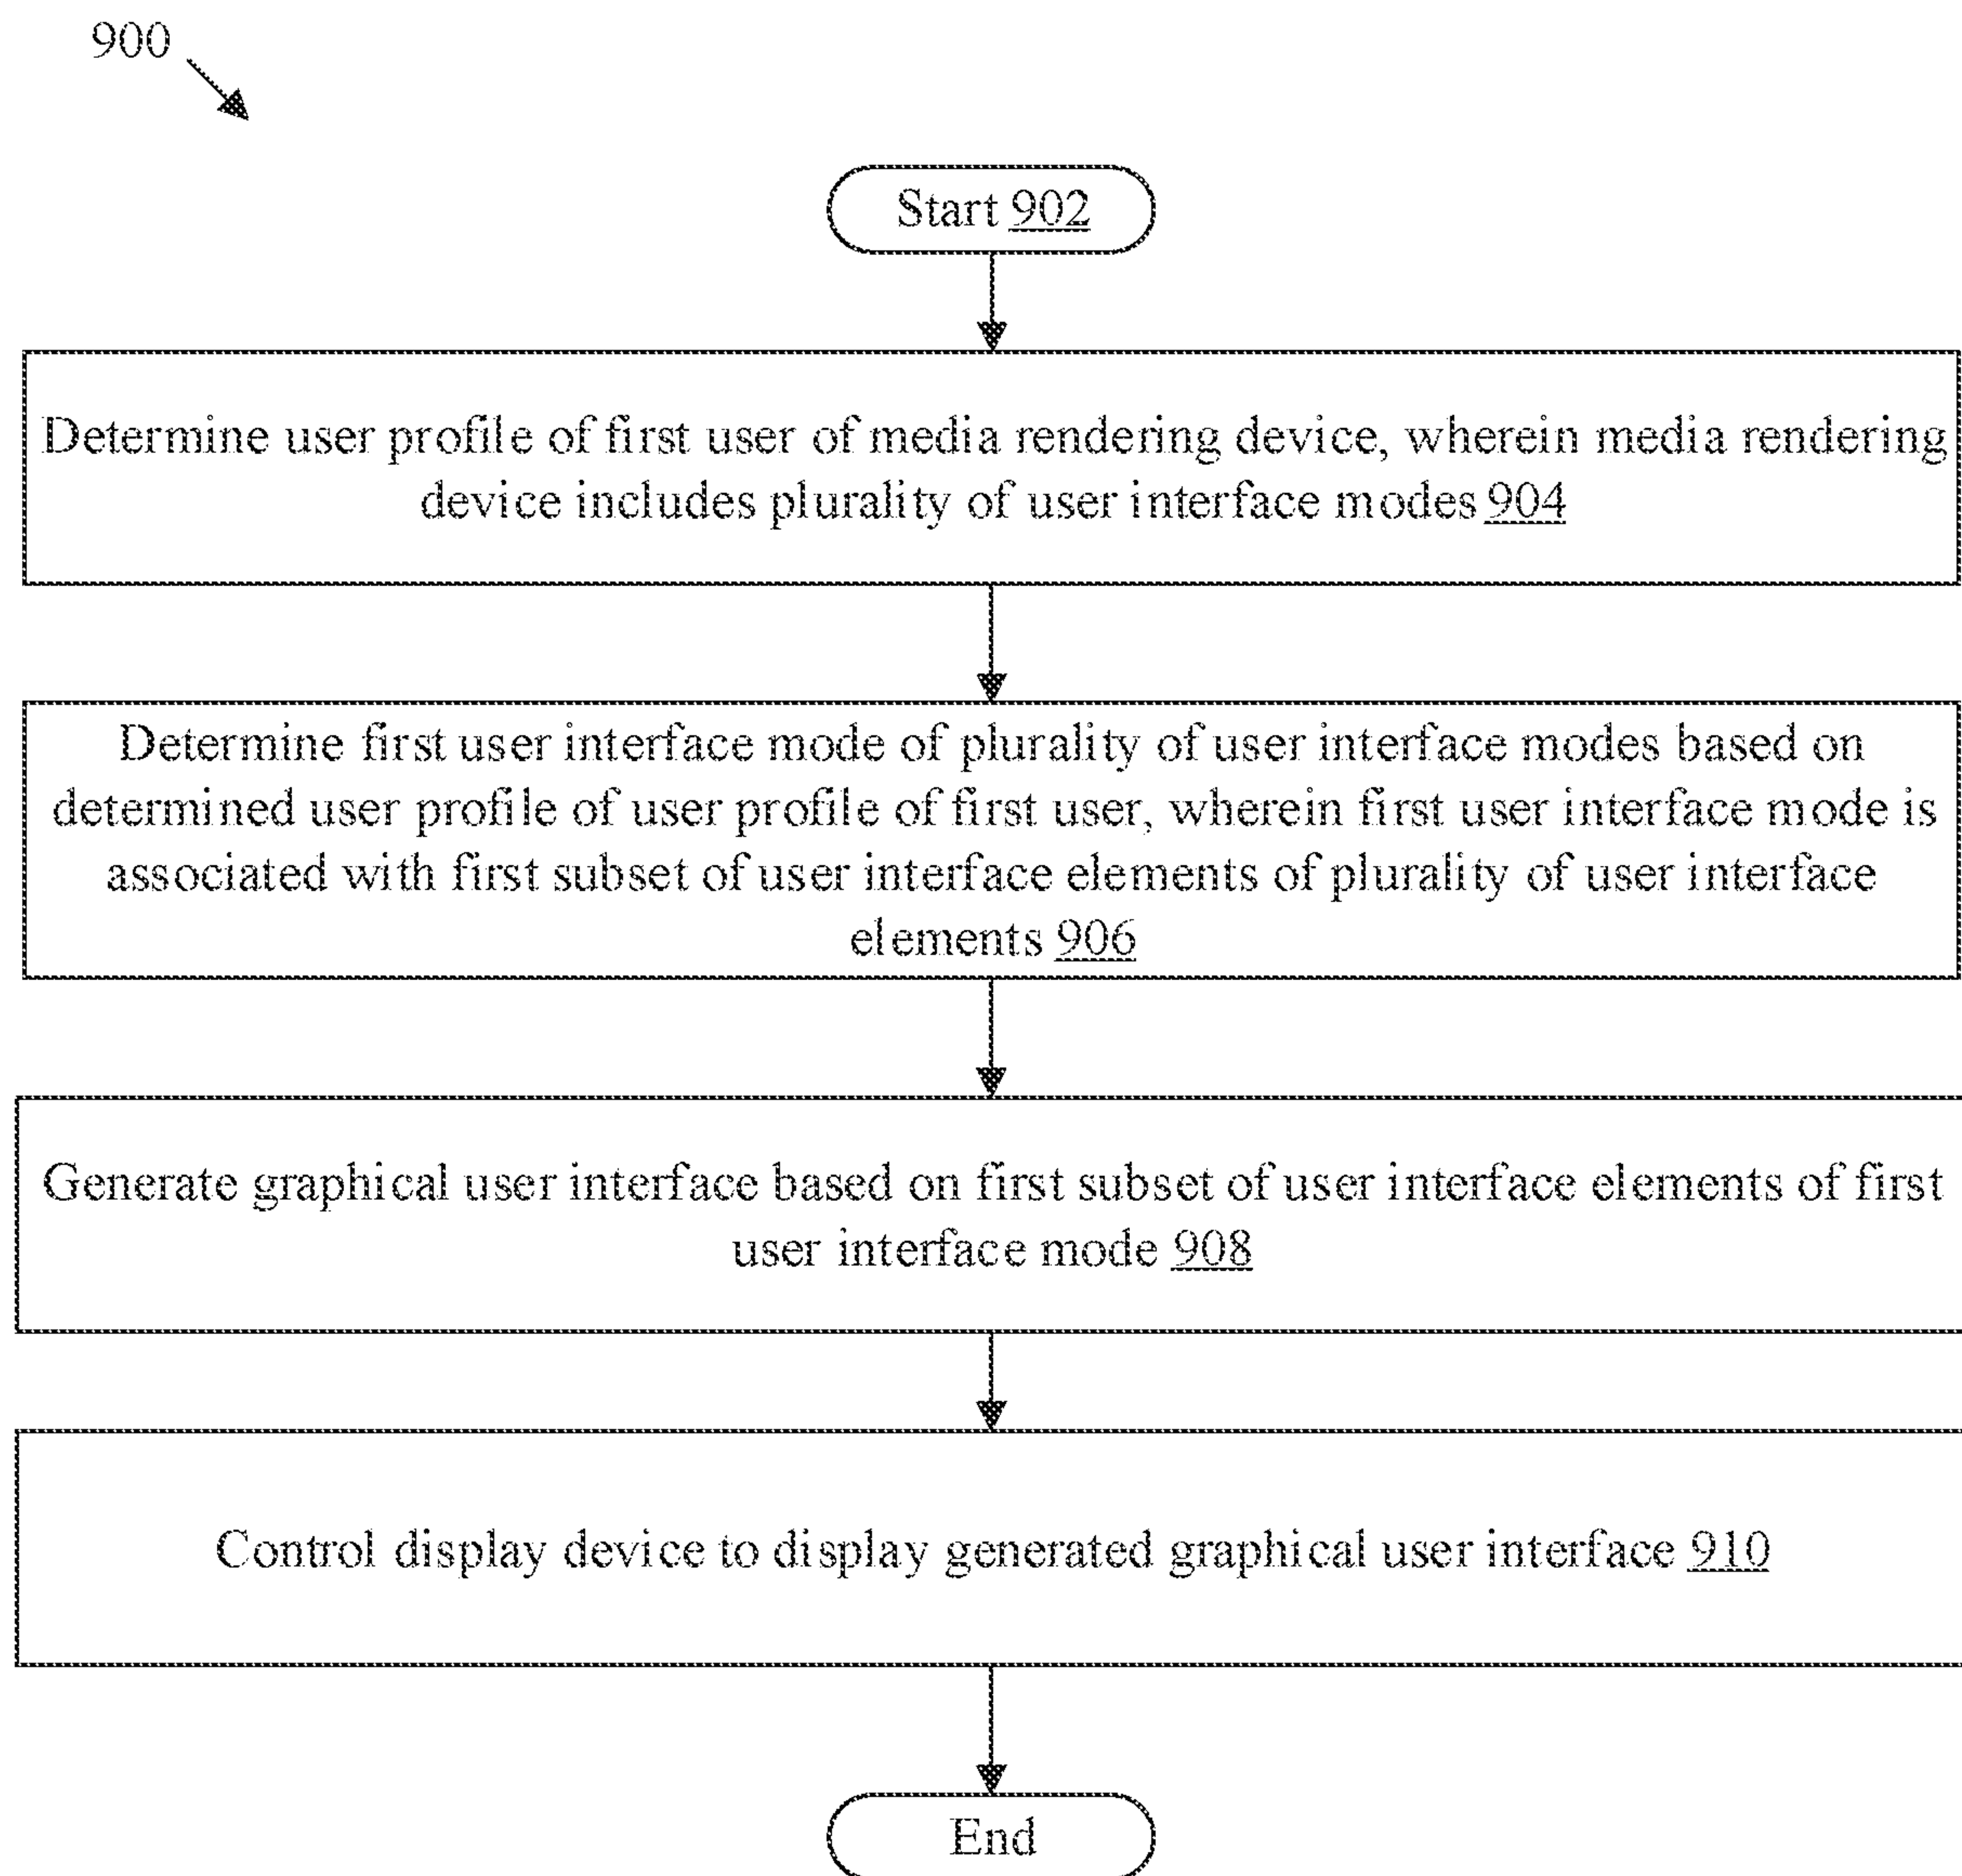 900
Start 902
Determine user profile of first user of media rendering device, wherein media rendering
device includes plurality of user interface modes 904
Determine first user interface mode of plurality of user interface modes based on
determined user profile of user profile of first user, wherein first user interface mode is
associated with first subset of user interface elements of plurality of user interface
elements 906
Generate graphical user interface based on first subset of user interface elements of first
user interface mode 908
Control display device to display generated graphical user interface 910
End